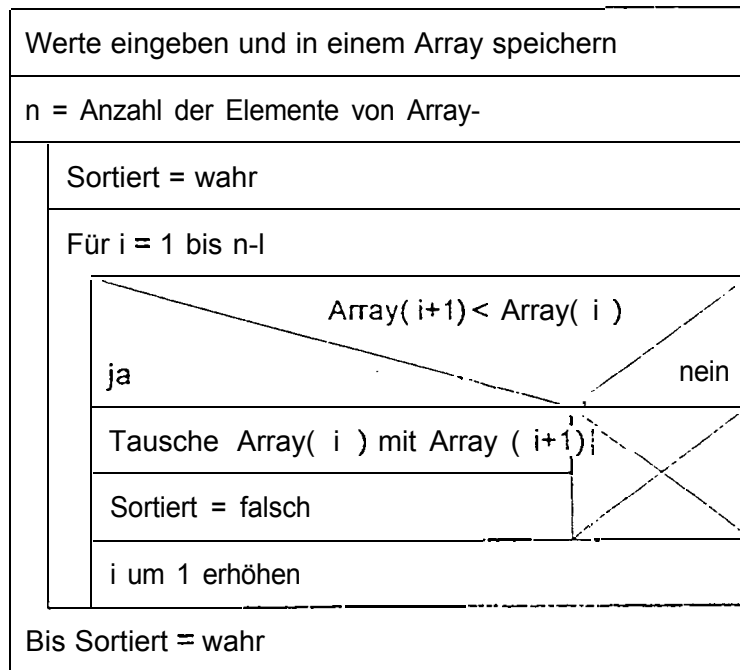 Werte eingeben und in einem Array speichern
n = Anzahl der Elemente von Array-
Sortiert = wahr
Für i = 1 bis n-l
Array( i+1) < Array( i )
ja
nein
Tausche Array( i ) mit Array ( i+1)
Sortiert = falsch
i um 1 erhöhen
Bis Sortiert = wahr